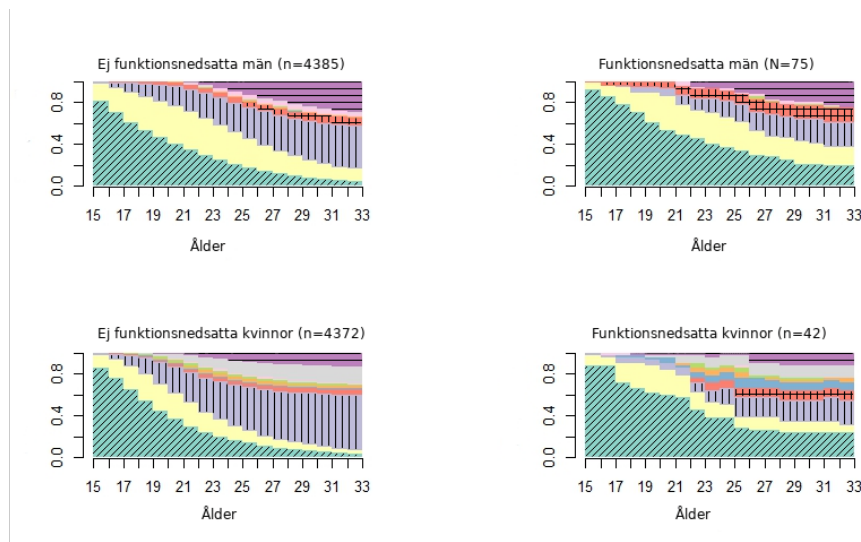 Ej funktionsnedsatta män (n=4385)
0.0 0.4 0.8
15 17 19 21 23 25 27 29 31 33
Ålder
Funktionsnedsatta män (N=75)
0.0 0.4 0.8
15 17 19 21 23 25 27 29 31 33
Ålder
Ej funktionsnedsatta kvinnor (n=4372)
0.0 0.4 0.8
15 17 19 21 23 25 27 29 31 33
Ålder
Funktionsnedsatta kvinnor (n=42)
0.0 0.4 0.8
15 17 19 21 23 25 27 29 31 33
Ålder